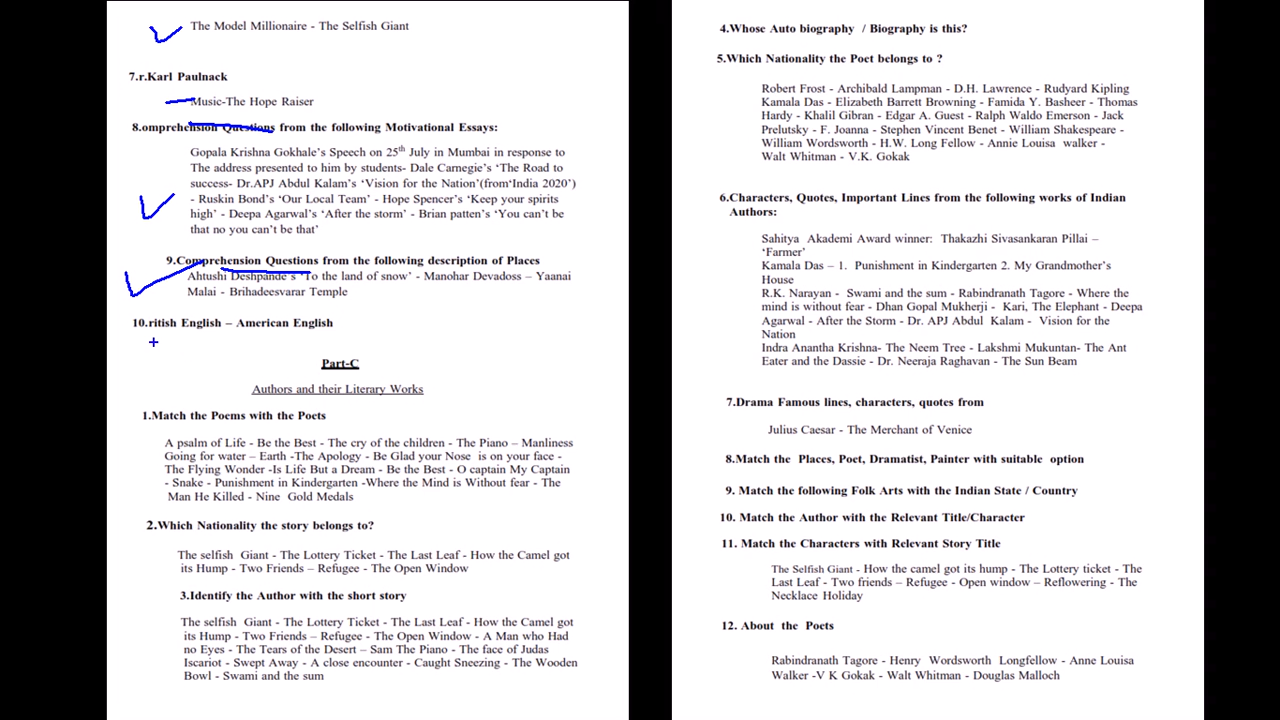 The Model Millionaire - The Selfish Giant
7.r.Karl Paulnack
Music-The Hope Raiser
8.omprehension Questions from the following Motivational Essays:
Gopala Krishna Gokhale's Speech on 25th July in Mumbai in response to
The address presented to him by students- Dale Carnegie's 'The Road to
success- Dr.APJ Abdul Kalam's 'Vision for the Nation'(from'India 2020')
- Ruskin Bond's 'Our Local Team' - Hope Spencer's 'Keep your spirits
high' - Deepa Agarwal's 'After the storm' - Brian patten's 'You can't be
that no you can't be that'
9.Comprehension Questions from the following description of Places
Ahtushi Deshpande's 'To the land of snow' - Manohar Devadoss - Yaanai
Malai - Brihadeesvarar Temple
10.ritish English – American English
Part-C
Authors and their Literary Works
1.Match the Poems with the Poets
A psalm of Life - Be the Best - The cry of the children - The Piano – Manliness
Going for water – Earth -The Apology - Be Glad your Nose is on your face -
The Flying Wonder -Is Life But a Dream - Be the Best - O captain My Captain
- Snake - Punishment in Kindergarten -Where the Mind is Without fear - The
Man He Killed - Nine Gold Medals
2.Which Nationality the story belongs to?
The selfish Giant - The Lottery Ticket - The Last Leaf - How the Camel got
its Hump - Two Friends – Refugee - The Open Window
3.Identify the Author with the short story
The selfish Giant - The Lottery Ticket - The Last Leaf - How the Camel got
its Hump - Two Friends – Refugee - The Open Window - A Man who Had
no Eyes - The Tears of the Desert – Sam The Piano - The face of Judas
Iscariot - Swept Away - A close encounter - Caught Sneezing - The Wooden
Bowl - Swami and the sum
4.Whose Auto biography / Biography is this?
5.Which Nationality the Poet belongs to ?
Robert Frost - Archibald Lampman - D.H. Lawrence - Rudyard Kipling
Kamala Das - Elizabeth Barrett Browning - Famida Y. Basheer - Thomas
Hardy - Khalil Gibran - Edgar A. Guest - Ralph Waldo Emerson - Jack
Prelutsky - F. Joanna - Stephen Vincent Benet - William Shakespeare -
William Wordsworth - H.W. Long Fellow - Annie Louisa walker -
Walt Whitman - V.K. Gokak
6.Characters, Quotes, Important Lines from the following works of Indian
Authors:
Sahitya Akademi Award winner: Thakazhi Sivasankaran Pillai –
'Farmer'
Kamala Das – 1. Punishment in Kindergarten 2. My Grandmother's
House
R.K. Narayan - Swami and the sum - Rabindranath Tagore - Where the
mind is without fear - Dhan Gopal Mukherji - Kari, The Elephant - Deepa
Agarwal - After the Storm - Dr. APJ Abdul Kalam - Vision for the
Nation
Indra Anantha Krishna- The Neem Tree - Lakshmi Mukuntan- The Ant
Eater and the Dassie - Dr. Neeraja Raghavan - The Sun Beam
7.Drama Famous lines, characters, quotes from
Julius Caesar - The Merchant of Venice
8.Match the Places, Poet, Dramatist, Painter with suitable option
9. Match the following Folk Arts with the Indian State / Country
10. Match the Author with the Relevant Title/Character
11. Match the Characters with Relevant Story Title
The Selfish Giant - How the camel got its hump - The Lottery ticket - The
Last Leaf - Two friends – Refugee - Open window – Reflowering - The
Necklace Holiday
12. About the Poets
Rabindranath Tagore - Henry Wordsworth Longfellow - Anne Louisa
Walker -V K Gokak - Walt Whitman - Douglas Malloch